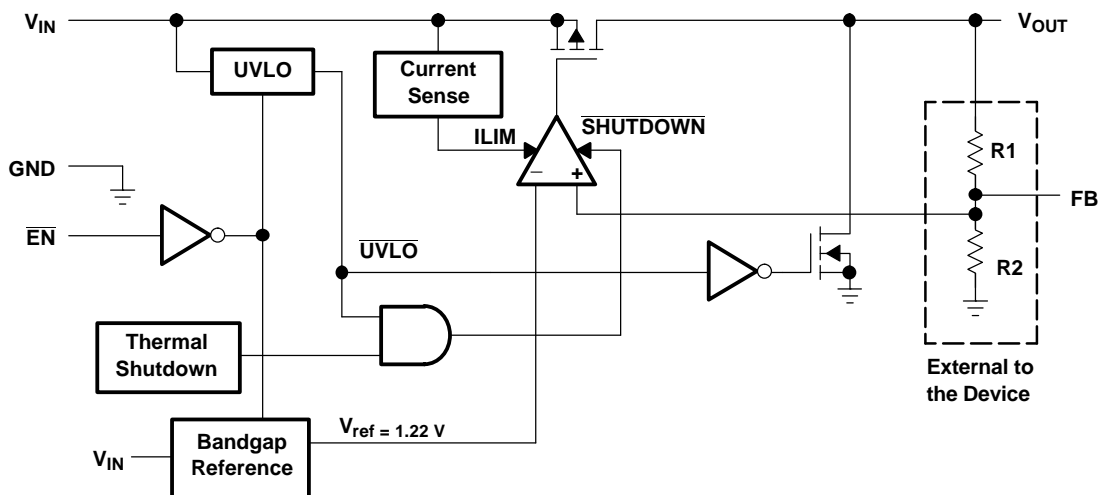 VIN
VOUT
UVLO
Current
Sense
SHUTDOWN
ILIM
R1
GND
FB
EN
UVLO
R2
Thermal
Shutdown
External to
the Device
Vref = 1.22 V
Bandgap
Reference
VIN
−
+